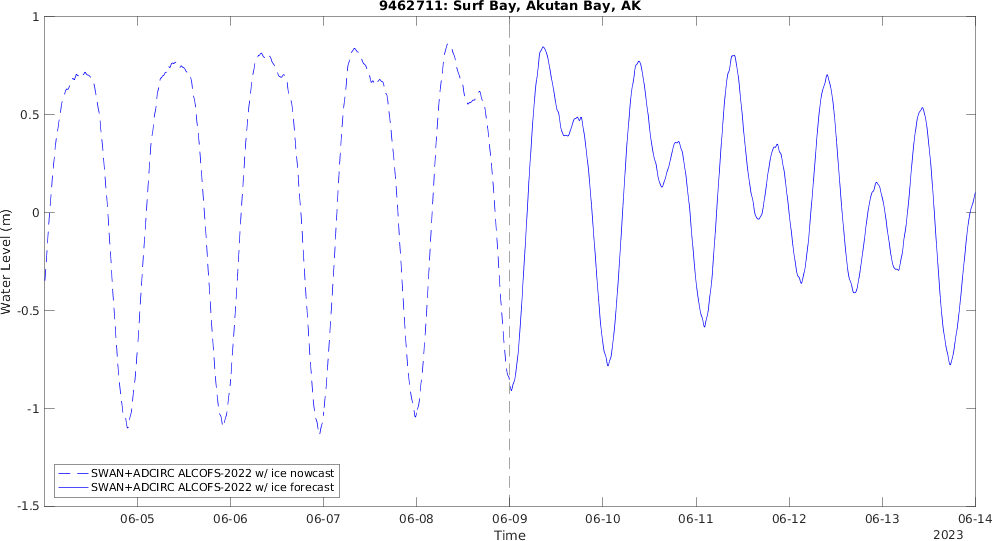 9462711: Surf Bay, Akutan Bay, AK
1
0.5
0
-0.5
-1
-1.5
Water Level (m)
SWAN+ADCIRC ALCOFS-2022 w/ ice nowcast
SWAN+ADCIRC ALCOFS-2022 w/ ice forecast
06-05 06-06 06-07 06-08 06-09 06-10 06-11 06-12 06-13 06-14
Time
2023